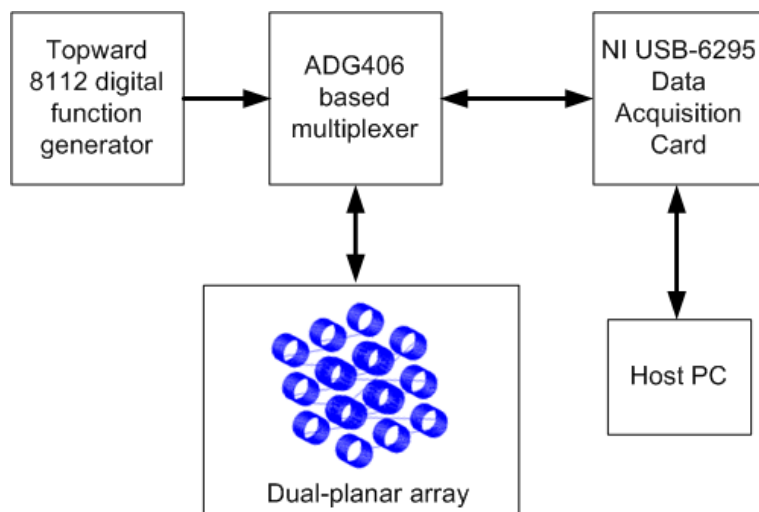 Topward
8112 digital
function
generator
ADG406
based
multiplexer
NI USB-6295
Data
Acquisition
Card
Host PC
Dual-planar array